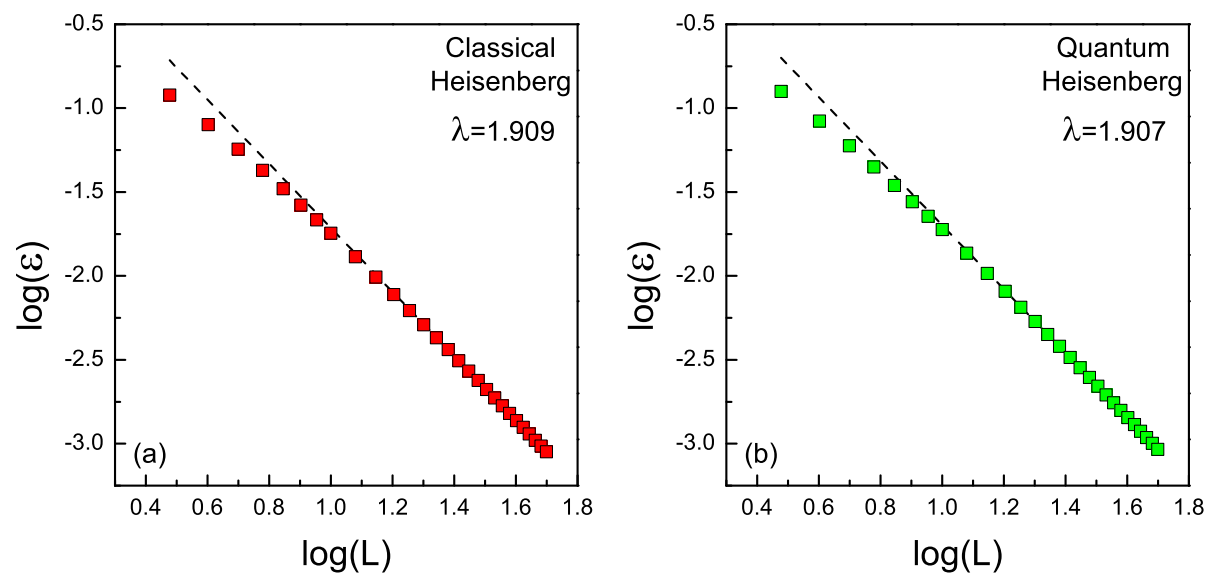 -0.5
-1.0
-1.5
-2.0
-2.5
-3.0
log(ε)
Classical
Heisenberg
λ=1.909
(a)
0.4 0.6 0.8 1.0 1.2 1.4 1.6 1.8
log(L)
-0.5
-1.0
-1.5
-2.0
-2.5
-3.0
log(ε)
Quantum
Heisenberg
λ=1.907
(b)
0.4 0.6 0.8 1.0 1.2 1.4 1.6 1.8
log(L)